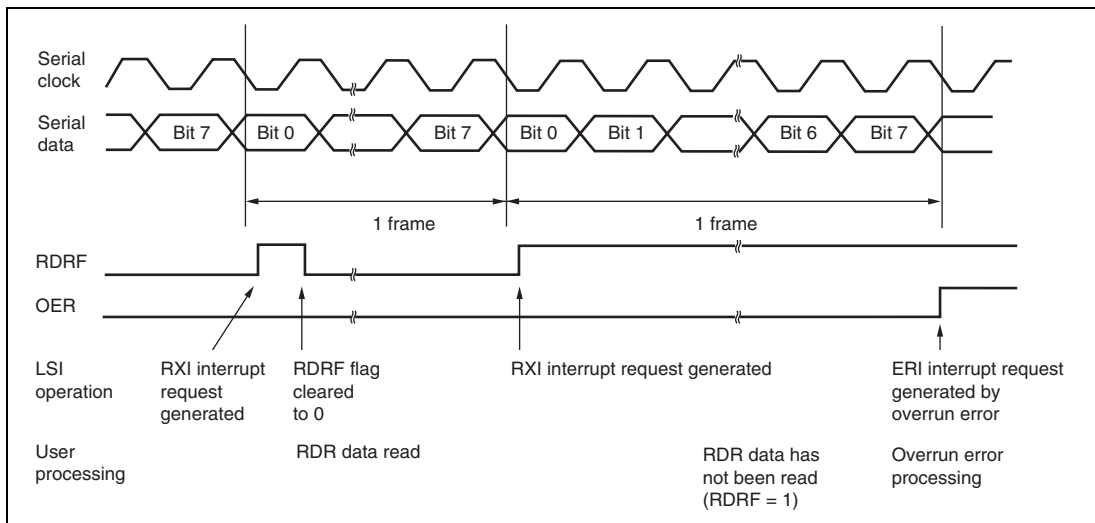 Serial
clock
Serial
data
Bit 7
Bit 0
Bit 7
Bit 0
Bit 1
Bit 6
Bit 7
1 frame
1 frame
RDRF
OER
LSI
operation
RXI interrupt
request
generated
RDRF flag
cleared
to 0
RXI interrupt request generated
ERI interrupt request
generated by
overrun error
User
processing
RDR data read
RDR data has
not been read
(RDRF = 1)
Overrun error
processing